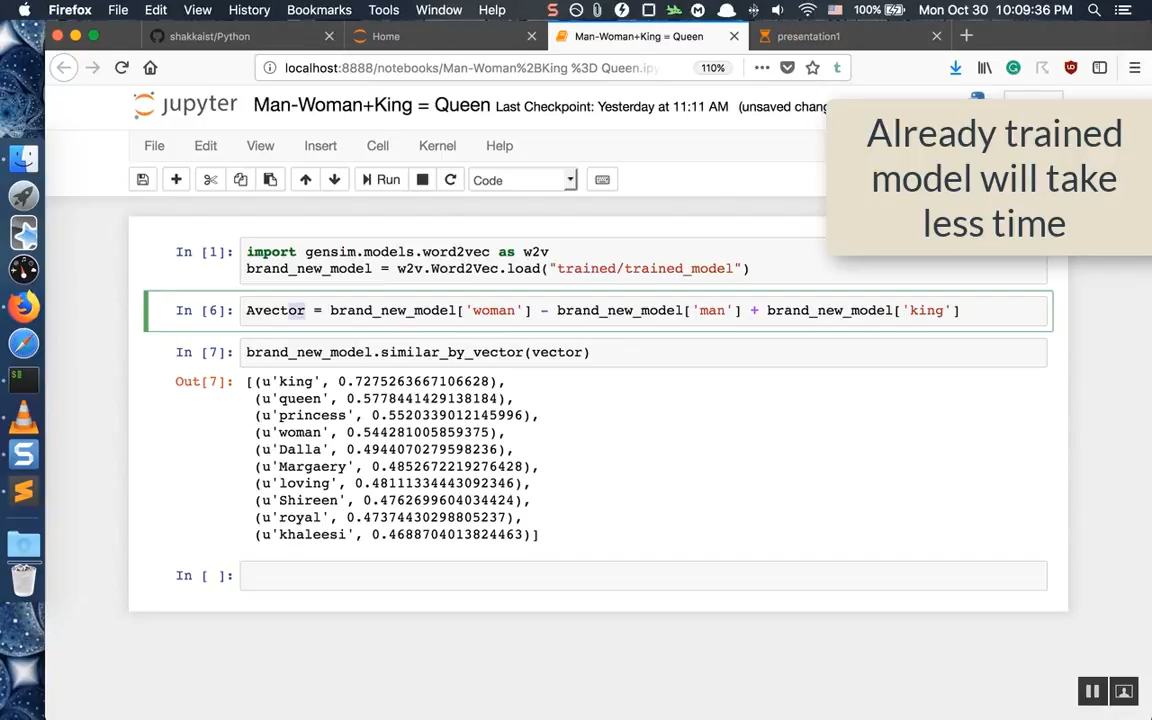 Firefox File Edit View History Bookmarks Tools Window Help 100% Mon Oct 30 10:09:36 PM
shakkaist/Python Home Man-Woman+King = Queen presentation1
localhost:8888/notebooks/Man-Woman%2BKing %3D Queen.ipy 110%
jupyter Man-Woman+King = Queen Last Checkpoint: Yesterday at 11:11 AM (unsaved chang
File Edit View Insert Cell Kernel Help
Run Code
Already trained
model will take
less time
In [1]: import gensim.models.word2vec as w2v
brand_new_model = w2v.Word2Vec.load("trained/trained_model")
In [6]: Avector = brand_new_model['woman'] - brand_new_model['man'] + brand_new_model['king']
In [7]: brand_new_model.similar_by_vector(vector)
Out[7]: [(u'king', 0.7275263667106628),
(u'queen', 0.5778441429138184),
(u'princess', 0.5520339012145996),
(u'woman', 0.544281005859375),
(u'Dalla', 0.4944070279598236),
(u'Margaery', 0.4852672219276428),
(u'loving', 0.48111334443092346),
(u'Shireen', 0.4762699604034424),
(u'royal', 0.47374430298805237),
(u'khaleesi', 0.4688704013824463)]
In [ ]: